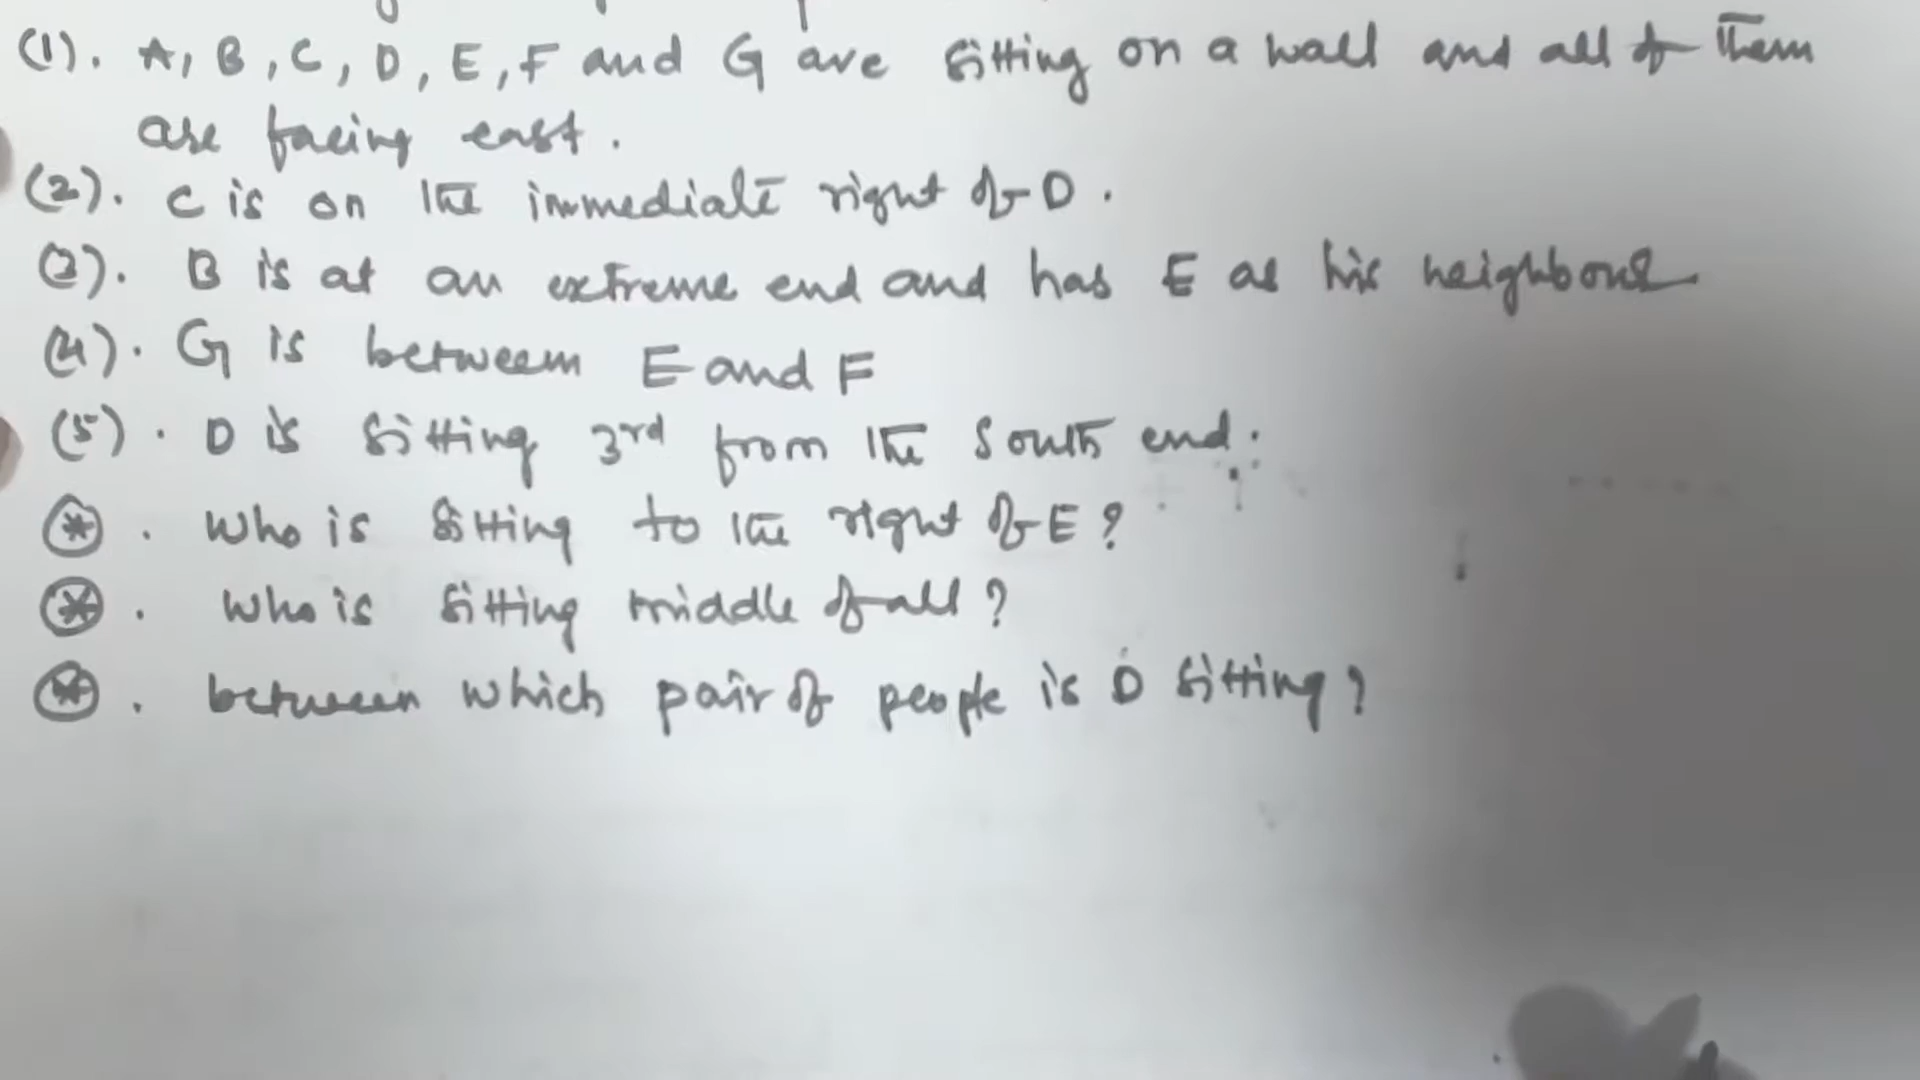 (1). A, B, C, D, E, F and G are sitting on a wall and all of them
are facing east.
(2). C is on the immediate right of D.
(3). B is at an extreme end and has E as his neighbour
(4). G is between E and F
(5). D is sitting 3rd from the South end.
(*). Who is sitting to the right of E?
(*). Who is sitting middle of all?
(*). between which pair of people is D sitting?